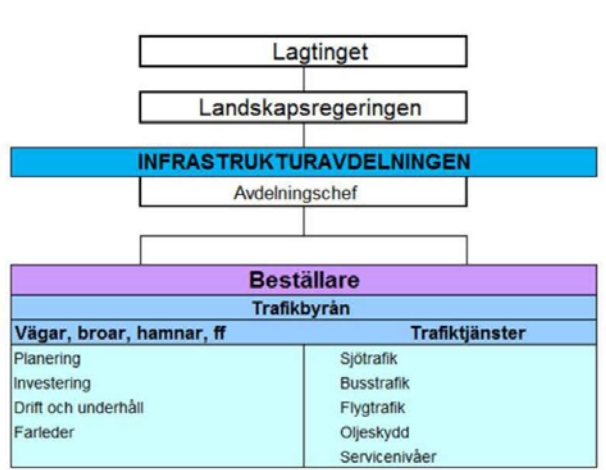 Lagtinget
Landskapsregeringen
INFRASTRUKTURAVDELNINGEN
Avdelningschef
Beställare
Trafikbyrån
Vägar, broar, hamnar, ff
Planering
Investering
Drift och underhåll
Farleder
Trafiktjänster
Sjötrafik
Busstrafik
Flygtrafik
Oljeskydd
Servicenivåer